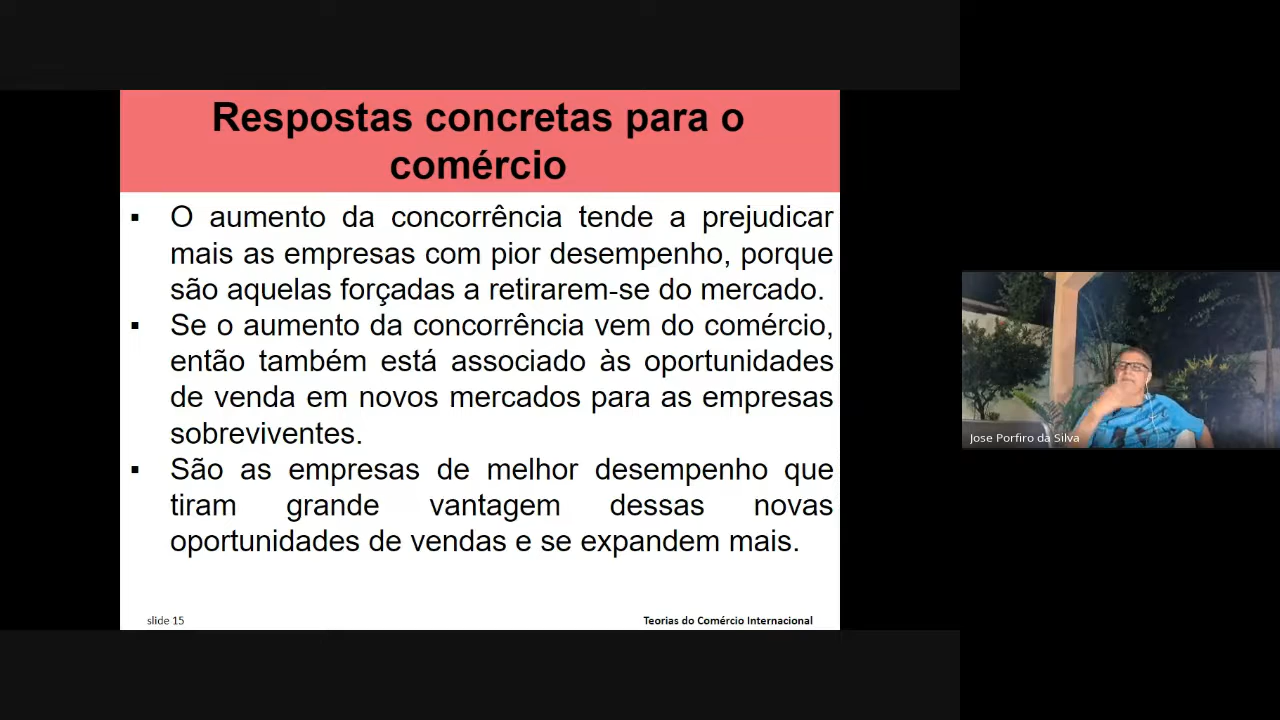 Respostas concretas para o
comércio
▪ O aumento da concorrência tende a prejudicar
mais as empresas com pior desempenho, porque
são aquelas forçadas a retirarem-se do mercado.
▪ Se o aumento da concorrência vem do comércio,
então também está associado às oportunidades
de venda em novos mercados para as empresas
sobreviventes.
▪ São as empresas de melhor desempenho que
tiram grande vantagem dessas novas
oportunidades de vendas e se expandem mais.
slide 15
Teorias do Comércio Internacional
Jose Porfiro da Silva